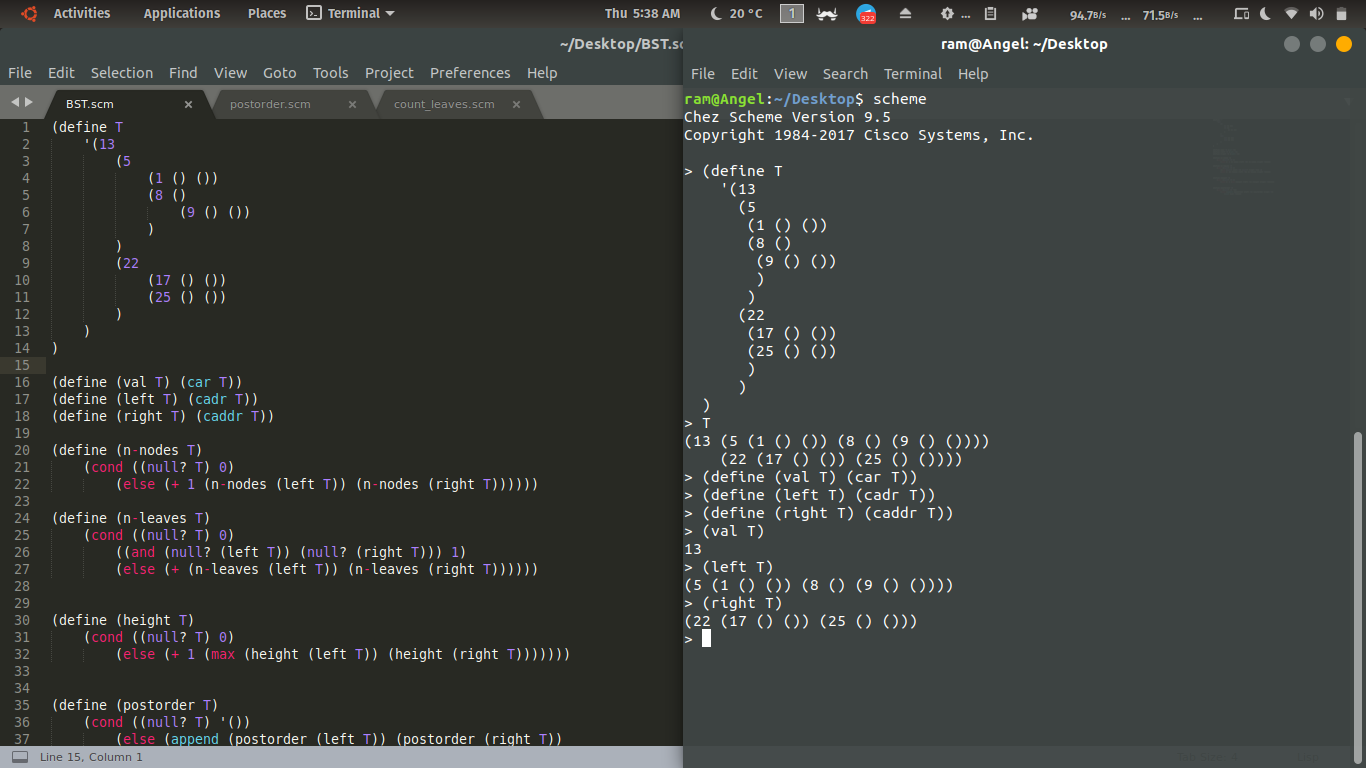 Activities Applications Places Terminal Thu 5:38 AM 20 °C 1 322 ... 94.7B/s ... 71.5B/s ...
~/Desktop/BST.sc
File Edit Selection Find View Goto Tools Project Preferences Help
BST.scm × postorder.scm × count_leaves.scm ×
1 (define T
2 '(13
3 (5
4 (1 () ())
5 (8 ()
6 (9 () ())
7 )
8 )
9 (22
10 (17 () ())
11 (25 () ())
12 )
13 )
14 )
15
16 (define (val T) (car T))
17 (define (left T) (cadr T))
18 (define (right T) (caddr T))
19
20 (define (n-nodes T)
21 (cond ((null? T) 0)
22 (else (+ 1 (n-nodes (left T)) (n-nodes (right T))))))
23
24 (define (n-leaves T)
25 (cond ((null? T) 0)
26 ((and (null? (left T)) (null? (right T))) 1)
27 (else (+ (n-leaves (left T)) (n-leaves (right T))))))
28
29
30 (define (height T)
31 (cond ((null? T) 0)
32 (else (+ 1 (max (height (left T)) (height (right T)))))))
33
34
35 (define (postorder T)
36 (cond ((null? T) '())
37 (else (append (postorder (left T)) (postorder (right T))
Line 15, Column 1
ram@Angel: ~/Desktop
File Edit View Search Terminal Help
ram@Angel:~/Desktop$ scheme
Chez Scheme Version 9.5
Copyright 1984-2017 Cisco Systems, Inc.
> (define T
'(13
(5
(1 () ())
(8 ()
(9 () ())
)
)
(22
(17 () ())
(25 () ())
)
)
)
> T
(13 (5 (1 () ()) (8 () (9 () ())))
(22 (17 () ()) (25 () ())))
> (define (val T) (car T))
> (define (left T) (cadr T))
> (define (right T) (caddr T))
> (val T)
13
> (left T)
(5 (1 () ()) (8 () (9 () ())))
> (right T)
(22 (17 () ()) (25 () ()))
>